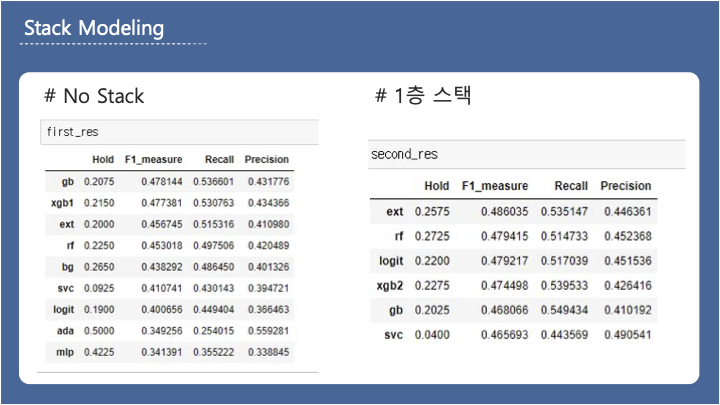 Stack Modeling
# No Stack
first_res
Hold F1_measure Recall Precision
gb 0.2075 0.478144 0.536601 0.431776
xgb1 0.2150 0.477381 0.530763 0.434366
ext 0.2000 0.456745 0.515316 0.410980
rf 0.2250 0.453018 0.497506 0.420489
bg 0.2650 0.438292 0.486450 0.401326
svc 0.0925 0.410741 0.430143 0.394721
logit 0.1900 0.400656 0.449404 0.366463
ada 0.5000 0.349256 0.254015 0.559281
mlp 0.4225 0.341391 0.355222 0.338845
# 1층 스택
second_res
Hold F1_measure Recall Precision
ext 0.2575 0.486035 0.535147 0.446361
rf 0.2725 0.479415 0.514733 0.452368
logit 0.2200 0.479217 0.517039 0.451536
xgb2 0.2275 0.474498 0.539533 0.426416
gb 0.2025 0.468066 0.549434 0.410192
svc 0.0400 0.465693 0.443569 0.490541